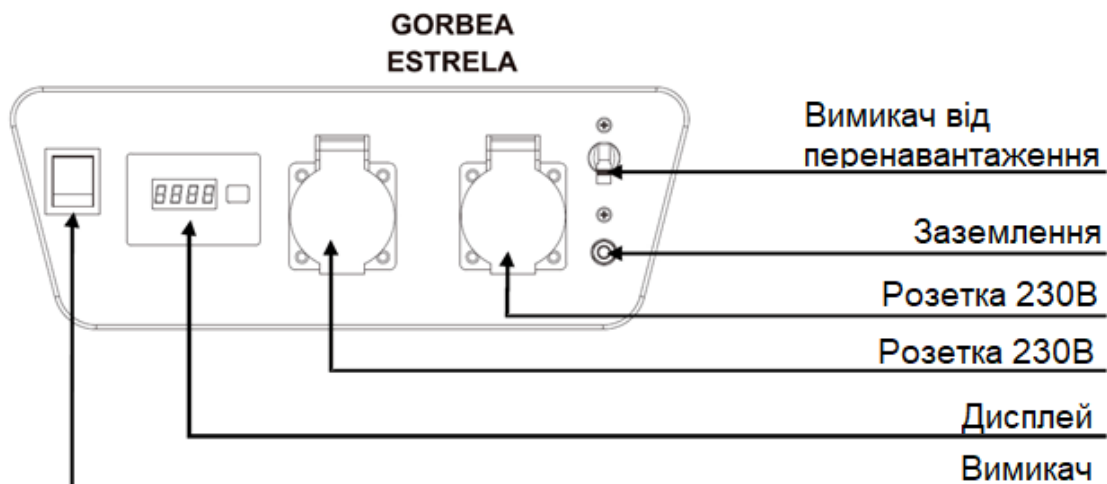 GORBEA
ESTRELA
Вимикач від
перенавантаження
8888
Заземлення
Розетка 230В
Розетка 230В
Дисплей
Вимикач